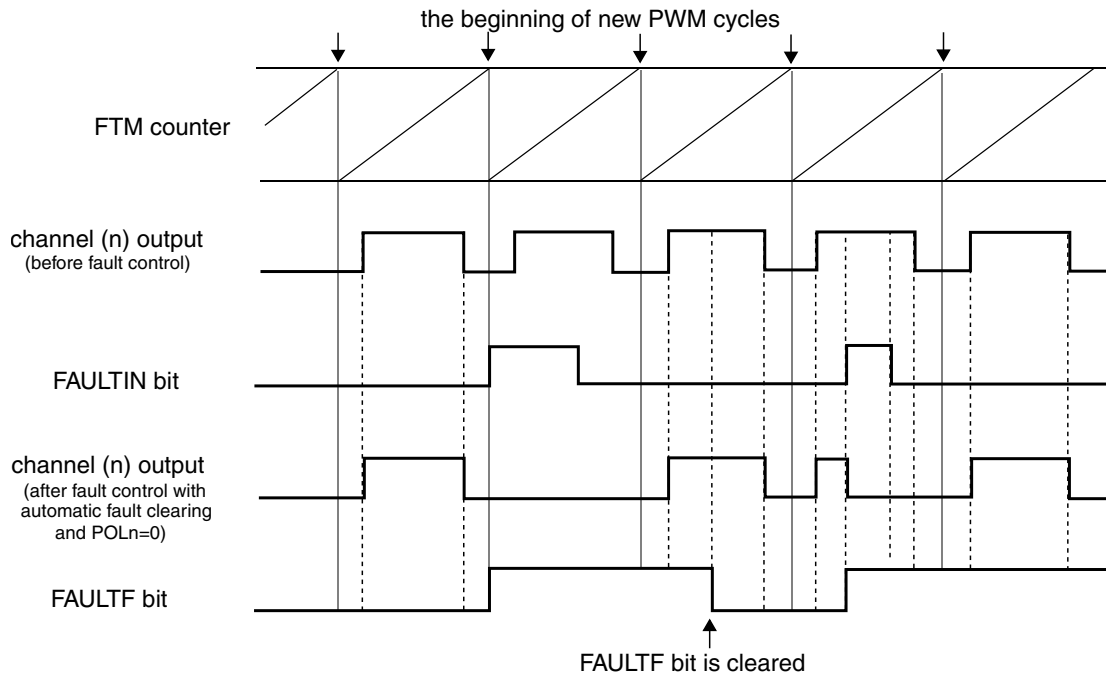 the beginning of new PWM cycles
FTM counter
channel (n) output
(before fault control)
FAULTIN bit
channel (n) output
(after fault control with
automatic fault clearing
and POLn=0)
FAULTF bit
FAULTF bit is cleared